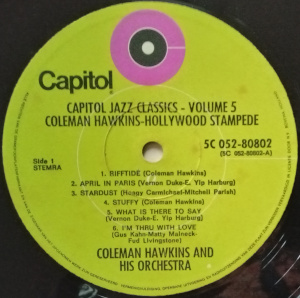 Capitol
CAPITOL JAZZ CLASSICS - VOLUME 5
COLEMAN HAWKINS-HOLLYWOOD STAMPEDE
5C 052-80802
(5C 052-80802-A)
Side 1
STEMRA
1. RIFFTIDE (Coleman Hawkins)
2. APRIL IN PARIS (Vernon Duke-E. Yip Harburg)
3. STARDUST (Hoagy Carmichael-Mitchell Parish)
4. STUFFY (Coleman Hawkins)
5. WHAT IS THERE TO SAY
(Vernon Duke-E. Yip Harburg)
6. I'M THRU WITH LOVE
(Gus Kahn-Matty Malneck-
Fud Livingstone)
COLEMAN HAWKINS AND
HIS ORCHESTRA